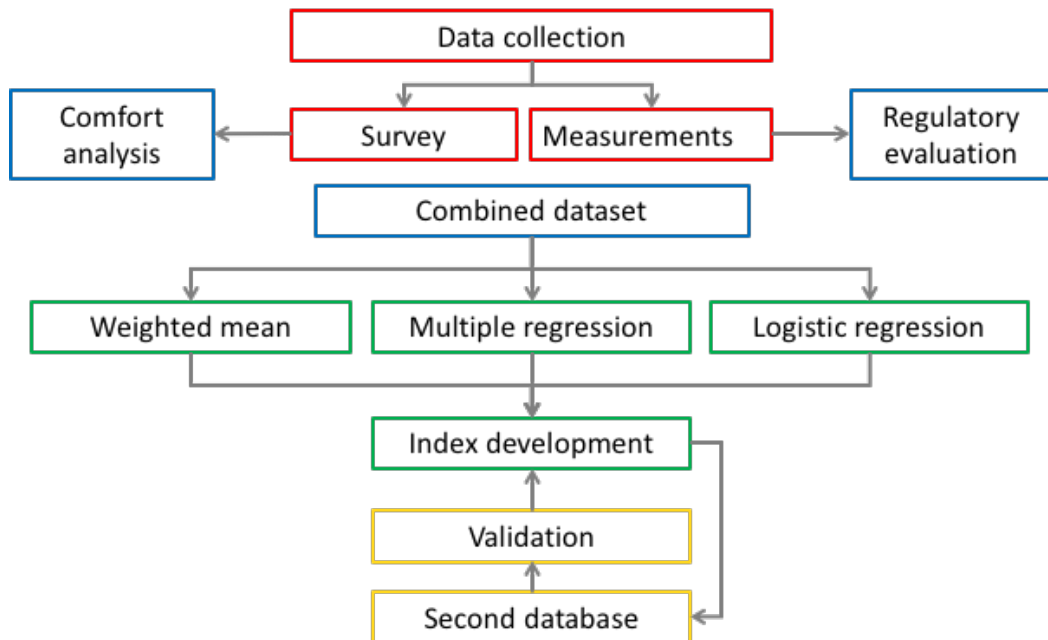 Data collection
Comfort
analysis
Survey
Measurements
Regulatory
evaluation
Combined dataset
Weighted mean
Multiple regression
Logistic regression
Index development
Validation
Second database